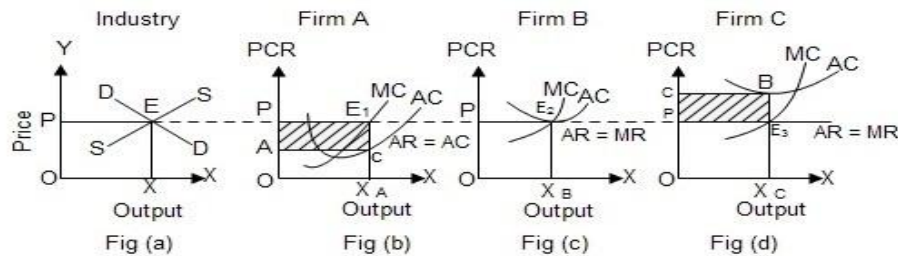 Industry
Firm A
Firm B
Firm C
Y
PCR
PCR
PCR
D
E
S
P
Price
S
D
O
X
X
Output
Fig (a)
P
E1
MC
AC
A
C
AR = AC
O
X A
X
Output
Fig (b)
P
E2
MC
AC
AR = MR
O
X B
X
Output
Fig (c)
C
B
MC
AC
P
E3
AR = MR
O
X C
X
Output
Fig (d)